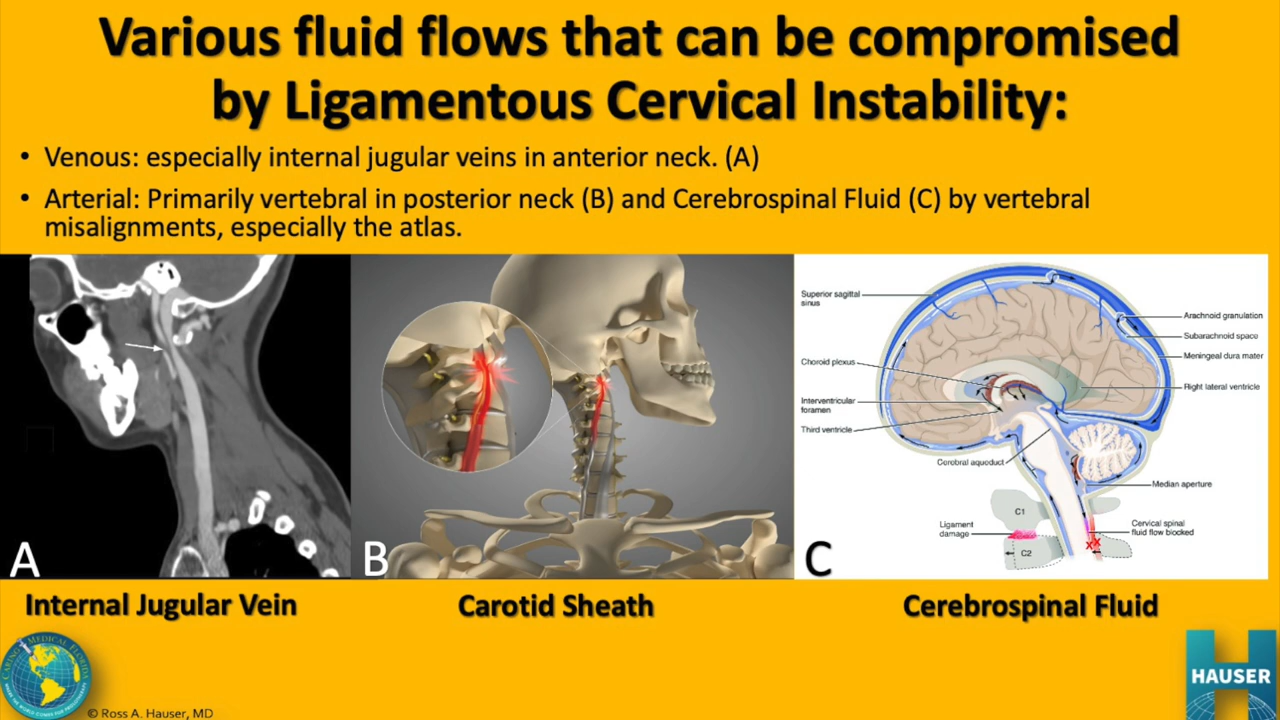 Various fluid flows that can be compromised
by Ligamentous Cervical Instability:
• Venous: especially internal jugular veins in anterior neck. (A)
• Arterial: Primarily vertebral in posterior neck (B) and Cerebrospinal Fluid (C) by vertebral
misalignments, especially the atlas.
A
B
Superior sagittal
sinus
Choroid plexus
Interventricular
foramen
Third ventricle
Cerebral aqueduct
Ligament
damage
C1
C2
Arachnoid granulation
Subarachnoid space
Meningeal dura mater
Right lateral ventricle
Median aperture
Cervical spinal
fluid flow blocked
XX
C
Internal Jugular Vein
Carotid Sheath
Cerebrospinal Fluid
CARING MEDICAL FLORIDA
© Ross A. Hauser, MD
HAUSER